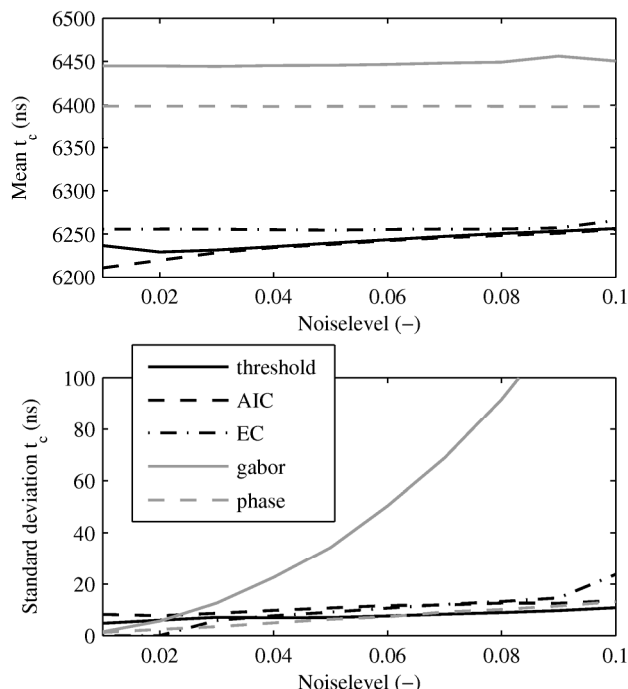 6500
6450
6400
6350
6300
6250
6200
Mean t_c (ns)
0.02 0.04 0.06 0.08 0.1
Noiselevel (−)
threshold
AIC
EC
gabor
phase
100
80
60
40
20
0
Standard deviation t_c (ns)
0.02 0.04 0.06 0.08 0.1
Noiselevel (−)